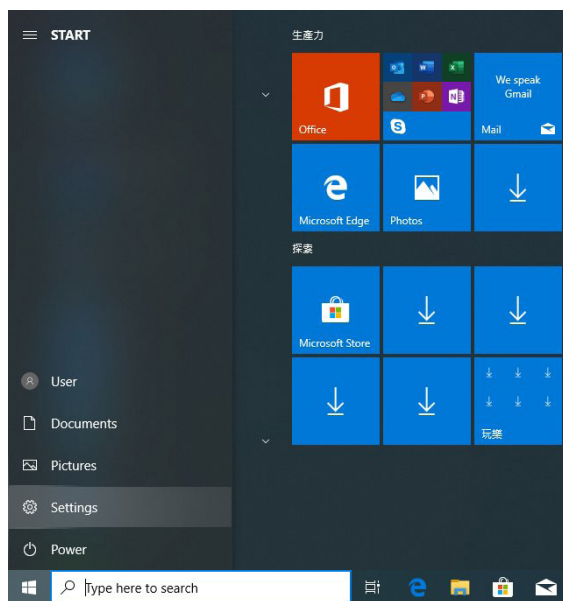 START
生產力
Office
We speak
Gmail
Mail
Microsoft Edge
Photos
探索
Microsoft Store
玩樂
User
Documents
Pictures
Settings
Power
Type here to search